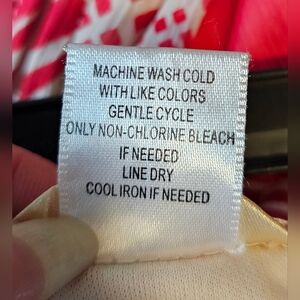 MACHINE WASH COLD
WITH LIKE COLORS
GENTLE CYCLE
ONLY NON-CHLORINE BLEACH
IF NEEDED
LINE DRY
COOL IRON IF NEEDED